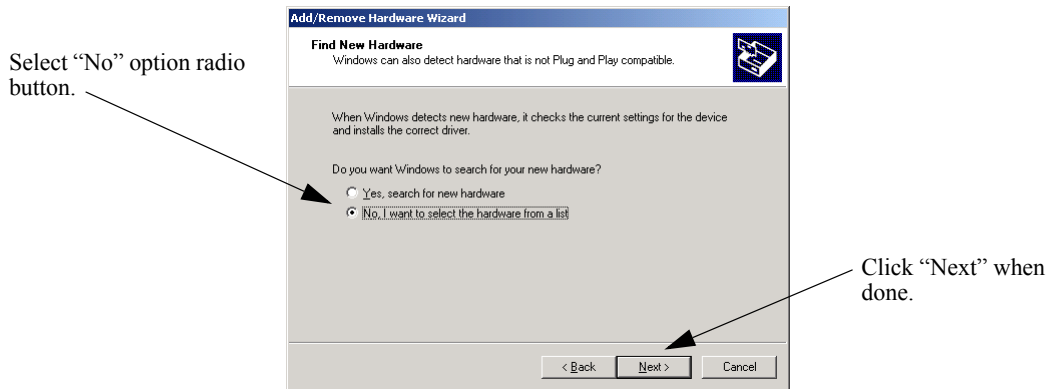 Add/Remove Hardware Wizard
Find New Hardware
Windows can also detect hardware that is not Plug and Play compatible.
Select “No” option radio
button.
When Windows detects new hardware, it checks the current settings for the device
and installs the correct driver.
Do you want Windows to search for your new hardware?
Yes, search for new hardware
No, I want to select the hardware from a list
Click “Next” when
done.
< Back
Next >
Cancel